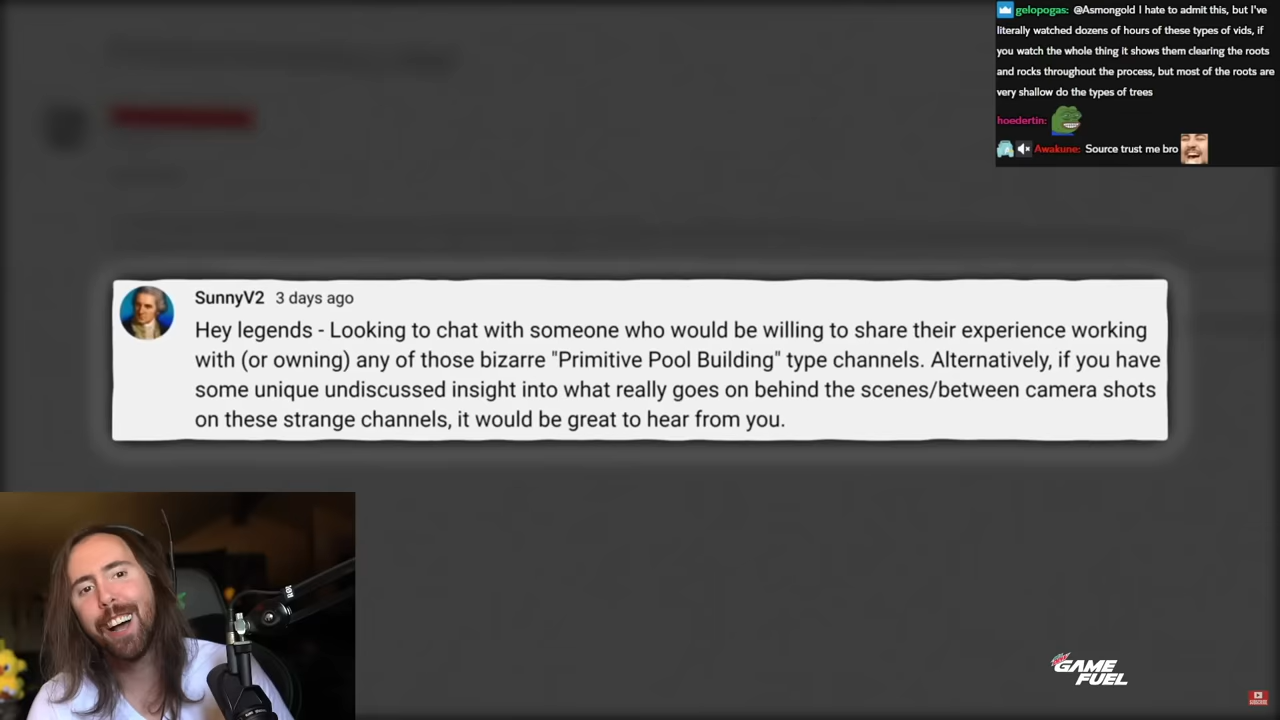 gelopogas: @Asmongold I hate to admit this, but I've
literally watched dozens of hours of these types of vids, if
you watch the whole thing it shows them clearing the roots
and rocks throughout the process, but most of the roots are
very shallow do the types of trees
hoedertin:
Awakune: Source trust me bro
SunnyV2 3 days ago
Hey legends - Looking to chat with someone who would be willing to share their experience working
with (or owning) any of those bizarre "Primitive Pool Building" type channels. Alternatively, if you have
some unique undiscussed insight into what really goes on behind the scenes/between camera shots
on these strange channels, it would be great to hear from you.
GAME
FUEL
SUBSCRIBE